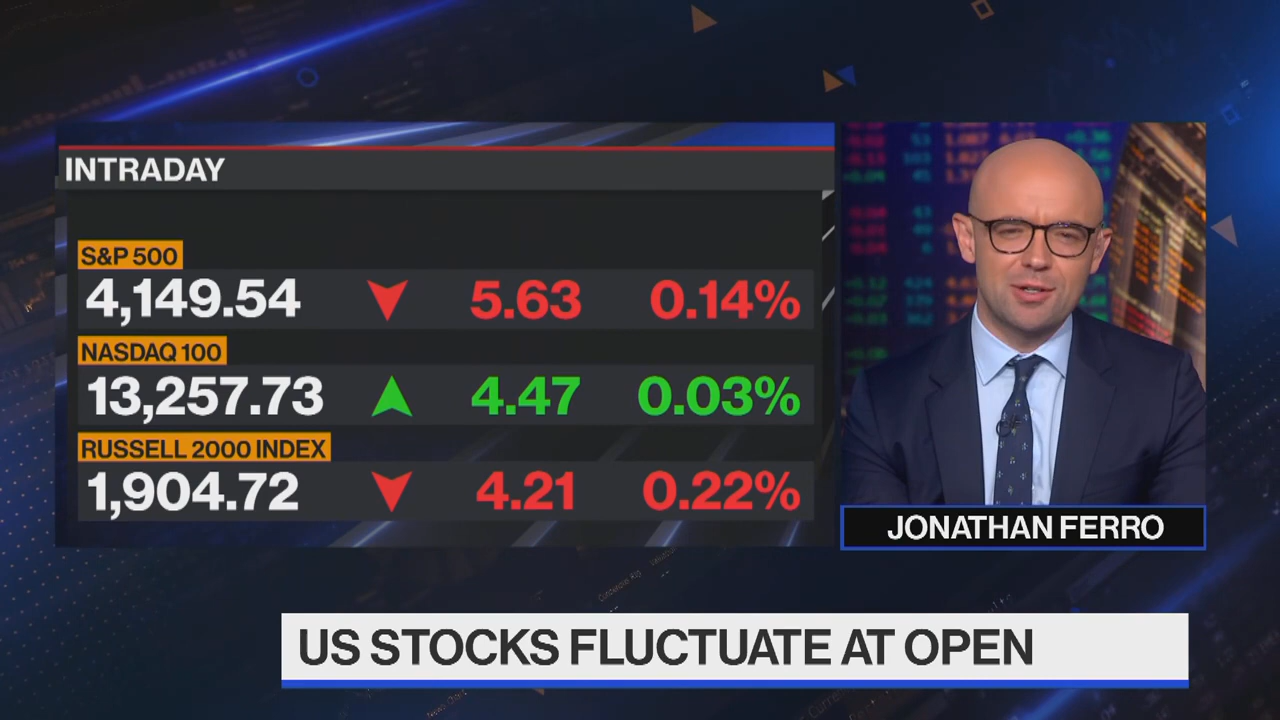 INTRADAY
S&P 500
4,149.54 5.63 0.14%
NASDAQ 100
13,257.73 4.47 0.03%
RUSSELL 2000 INDEX
1,904.72 4.21 0.22%
JONATHAN FERRO
US STOCKS FLUCTUATE AT OPEN